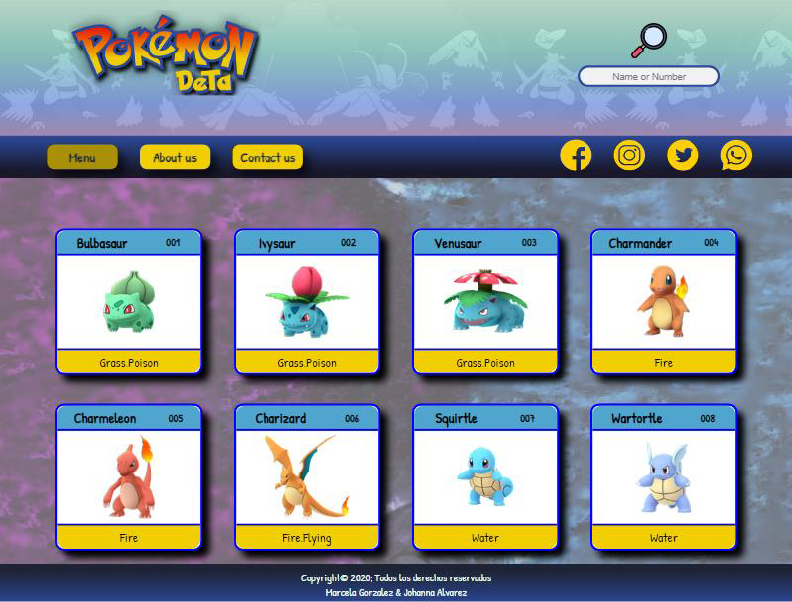 POKéMON
DeTa
Name or Number
Menu
About us
Contact us
Bulbasaur 001
Ivysaur 002
Venusaur 003
Charmander 004
Grass.Poison
Grass.Poison
Grass.Poison
Fire
Charmeleon 005
Charizard 006
Squirtle 007
Wartortle 008
Fire
Fire.Flying
Water
Water
Copyright© 2020; Todos los derechos reservados
Marcela Gorzalez & Johanna Alvarez